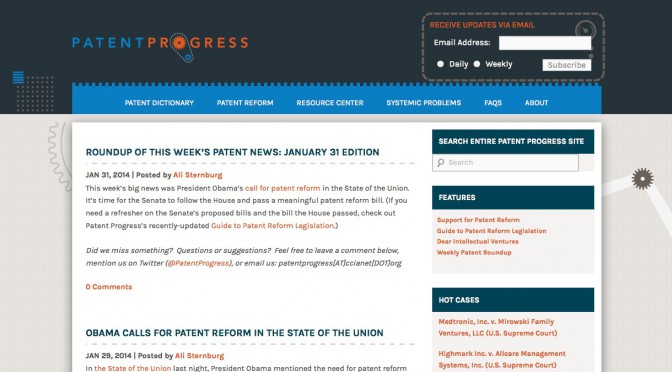 PATENTPROGRESS
RECEIVE UPDATES VIA EMAIL
Email Address:
Daily Weekly Subscribe
PATENT DICTIONARY PATENT REFORM RESOURCE CENTER SYSTEMIC PROBLEMS FAQS ABOUT
ROUNDUP OF THIS WEEK'S PATENT NEWS: JANUARY 31 EDITION
JAN 31, 2014 | Posted by Ali Sternburg
This week's big news was President Obama's call for patent reform in the State of the Union.
It's time for the Senate to follow the House and pass a meaningful patent reform bill. (If you
need a refresher on the Senate's proposed bills and the bill the House passed, check out
Patent Progress's recently-updated Guide to Patent Reform Legislation.)
Did we miss something? Questions or suggestions? Feel free to leave a comment below,
mention us on Twitter (@PatentProgress), or email us: patentprogress[AT]ccianet[DOT]org
0 Comments
OBAMA CALLS FOR PATENT REFORM IN THE STATE OF THE UNION
JAN 29, 2014 | Posted by Ali Sternburg
In the State of the Union last night, President Obama mentioned the need for patent reform
SEARCH ENTIRE PATENT PROGRESS SITE
Search
FEATURES
Support for Patent Reform
Guide to Patent Reform Legislation
Dear Intellectual Ventures
Weekly Patent Roundup
HOT CASES
Medtronic, Inc. v. Mirowski Family
Ventures, LLC (U.S. Supreme Court)
Highmark Inc. v. Allcare Management
Systems, Inc. (U.S. Supreme Court)